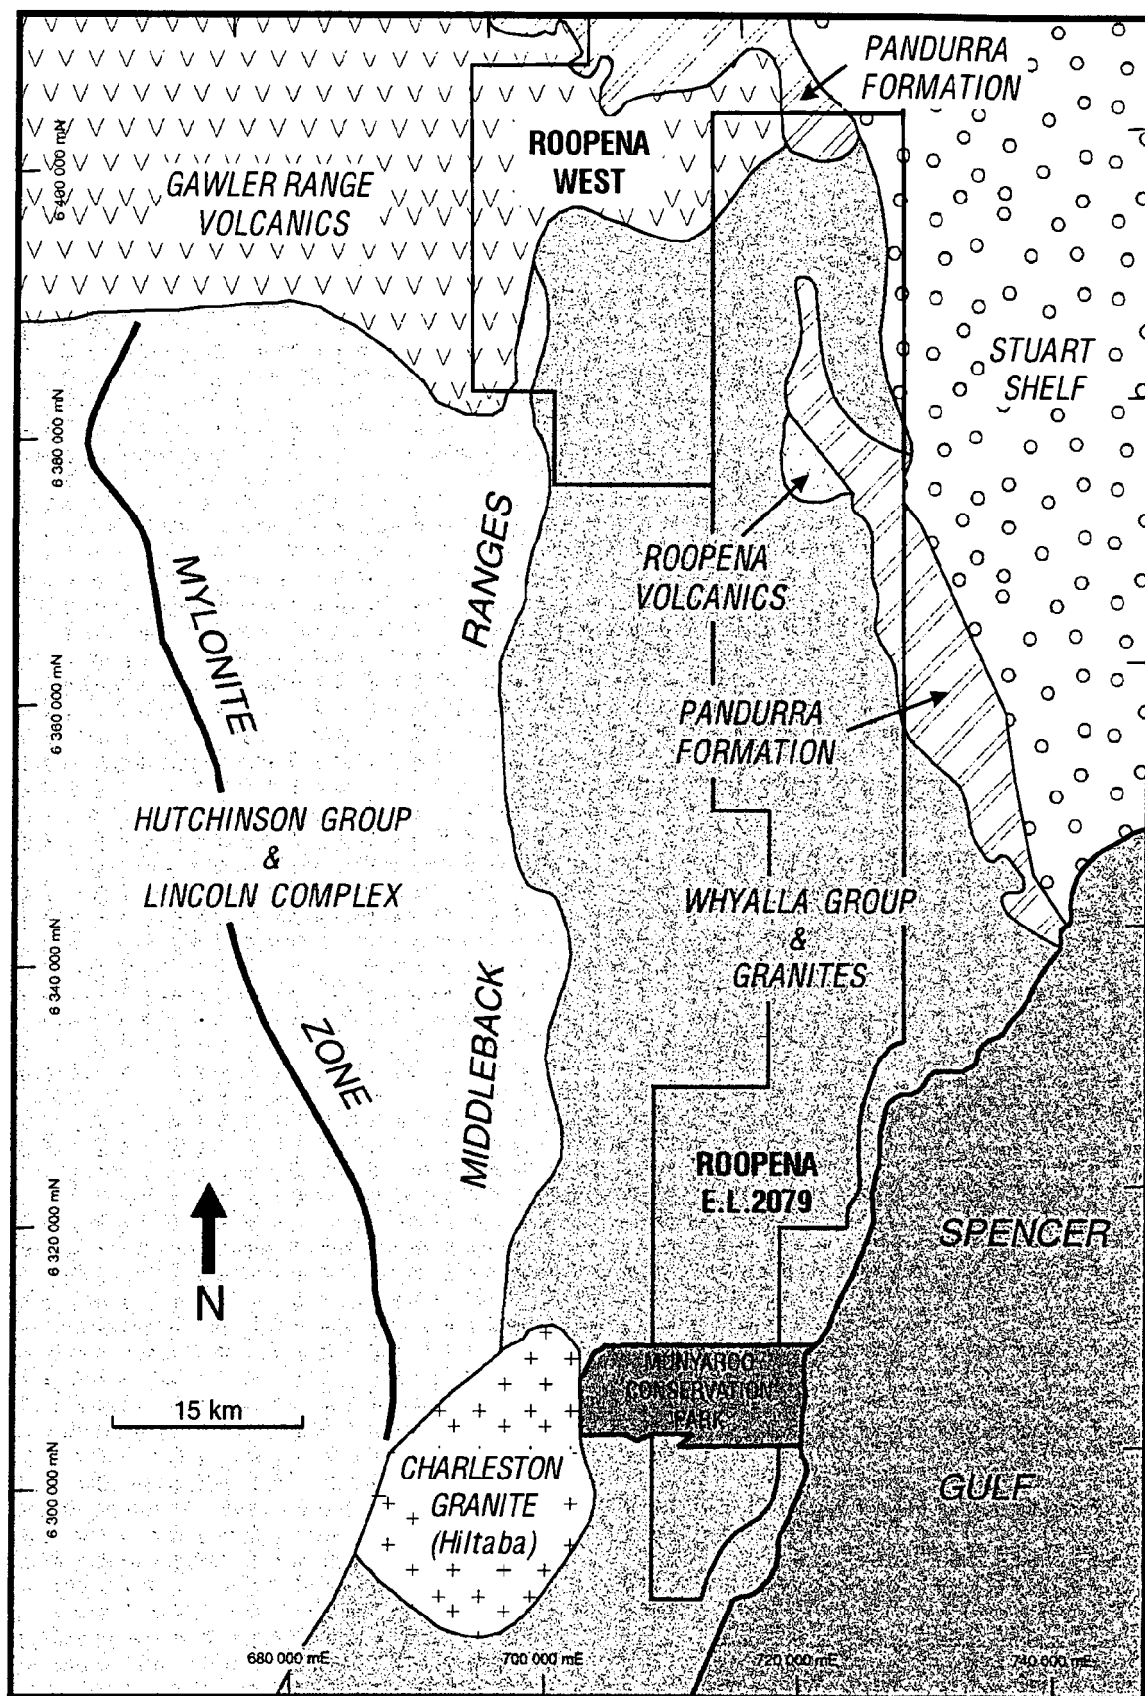 PANDURRA
FORMATION
ROOPENA
WEST
GAWLER RANGE
VOLCANICS
6 400 000 mN
STUART
SHELF
6 380 000 mN
MYLONITE
RANGES
ROOPENA
VOLCANICS
6 380 000 mN
PANDURRA
FORMATION
HUTCHINSON GROUP
&
LINCOLN COMPLEX
WHYALLA GROUP
&
GRANITES
6 340 000 mN
ZONE
MIDDLEBACK
ROOPENA
E.L.2079
6 320 000 mN
SPENCER
N
MUNYAROO
CONSERVATION
PARK
15 km
CHARLESTON
GRANITE
(Hiltaba)
GULF
6 300 000 mN
680 000 mE
700 000 mE
720 000 mE
740 000 mE